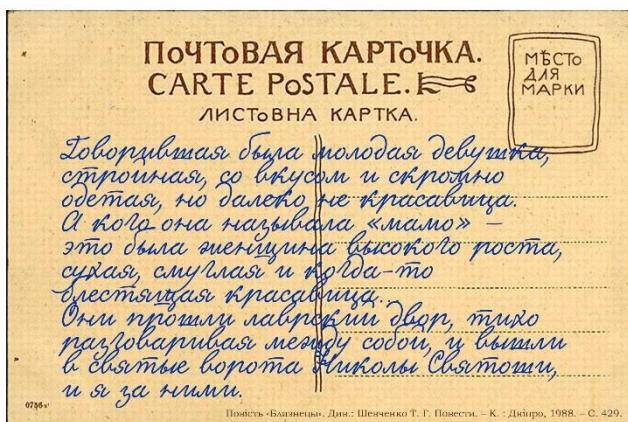 ПОЧТОВАЯ КАРТОЧКА.
CARTE POSTALE.
ЛИСТОВНА КАРТКА.
МѢСТО
ДЛЯ
МАРКИ
Говорившая была молодая девушка,
стройная, со вкусом и скромно
одетая, но далеко не красавица.
А кого она называла «мамо» –
это была женщина высокого роста,
сухая, смуглая и когда-то
блестящая красавица...
Они прошли лаврский двор, тихо
разговаривая между собой, и вышли
в святые ворота Николы Святоши,
и я за ними.
Повість «Близнецы». Див.: Шевченко Т. Г. Повести. – К. : Дніпро, 1988. – С. 429.